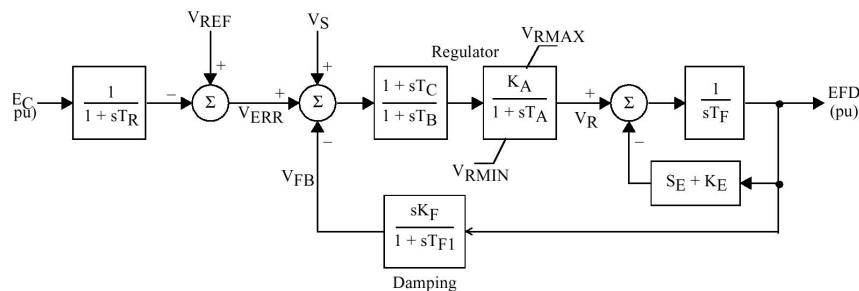 V_REF
V_S
Regulator
V_RMAX
+
+
E_C
pu)
1
1 + sT_R
−
Σ
+
V_ERR
Σ
1 + sT_C
1 + sT_B
K_A
1 + sT_A
+
V_R
Σ
1
sT_F
EFD
(pu)
−
−
V_RMIN
V_FB
S_E + K_E
sK_F
1 + sT_F1
Damping